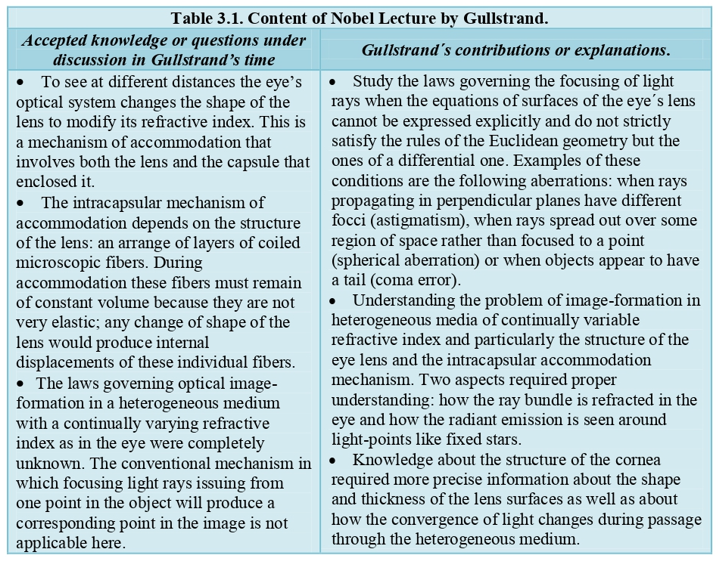 Table 3.1. Content of Nobel Lecture by Gullstrand.
Accepted knowledge or questions under
discussion in Gullstrand's time
Gullstrand´s contributions or explanations.
• To see at different distances the eye's
optical system changes the shape of the
lens to modify its refractive index. This is
a mechanism of accommodation that
involves both the lens and the capsule that
enclosed it.
• The intracapsular mechanism of
accommodation depends on the structure
of the lens: an arrange of layers of coiled
microscopic fibers. During
accommodation these fibers must remain
of constant volume because they are not
very elastic; any change of shape of the
lens would produce internal
displacements of these individual fibers.
• The laws governing optical image-
formation in a heterogeneous medium
with a continually varying refractive
index as in the eye were completely
unknown. The conventional mechanism in
which focusing light rays issuing from
one point in the object will produce a
corresponding point in the image is not
applicable here.
• Study the laws governing the focusing of light
rays when the equations of surfaces of the eye´s lens
cannot be expressed explicitly and do not strictly
satisfy the rules of the Euclidean geometry but the
ones of a differential one. Examples of these
conditions are the following aberrations: when rays
propagating in perpendicular planes have different
focci (astigmatism), when rays spread out over some
region of space rather than focused to a point
(spherical aberration) or when objects appear to have
a tail (coma error).
• Understanding the problem of image-formation in
heterogeneous media of continually variable
refractive index and particularly the structure of the
eye lens and the intracapsular accommodation
mechanism. Two aspects required proper
understanding: how the ray bundle is refracted in the
eye and how the radiant emission is seen around
light-points like fixed stars.
• Knowledge about the structure of the cornea
required more precise information about the shape
and thickness of the lens surfaces as well as about
how the convergence of light changes during passage
through the heterogeneous medium.